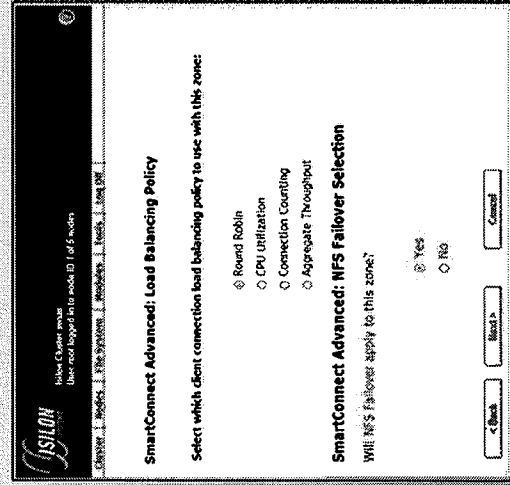 ISILON
Isilon Cluster
User root logged in to node ID 1 of 5 nodes
Cluster | Nodes | File System | Modules | Tools | Log Off
SmartConnect Advanced: Load Balancing Policy
Select which client connection load balancing policy to use with this zone:
Round Robin
CPU Utilization
Connection Counting
Aggregate Throughput
SmartConnect Advanced: NFS Failover Selection
Will NFS Failover apply to this zone?
Yes
No
< Back
Next >
Cancel